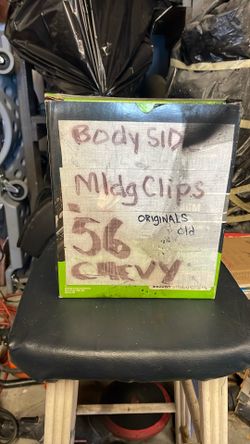 Body SIDE
Mldg Clips
ORIGINALS
old
56
CHEVY